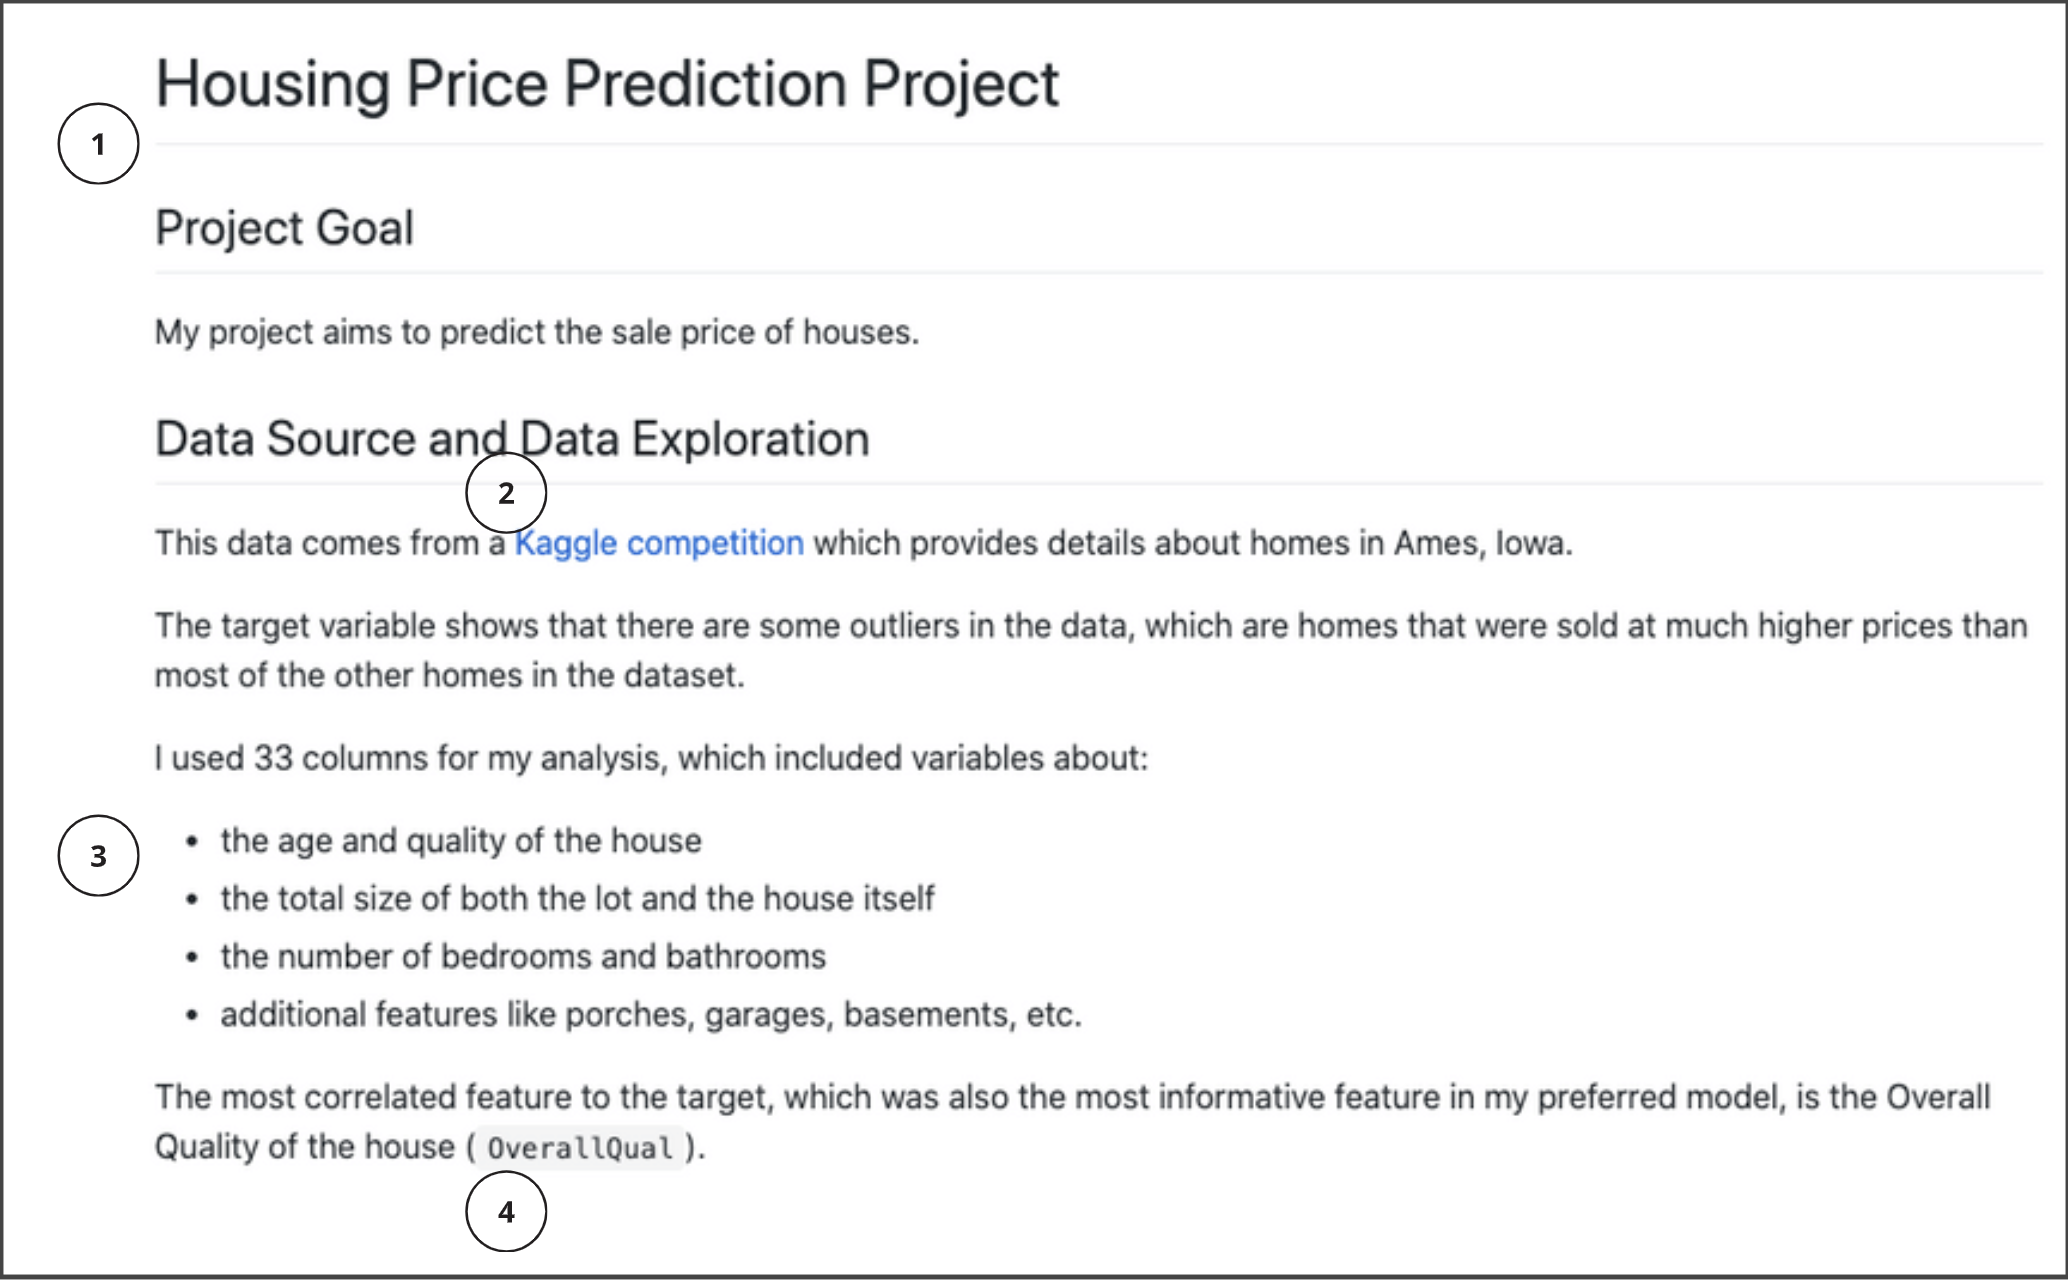 Housing Price Prediction Project
1
Project Goal
My project aims to predict the sale price of houses.
Data Source and Data Exploration
2
This data comes from a Kaggle competition which provides details about homes in Ames, Iowa.
The target variable shows that there are some outliers in the data, which are homes that were sold at much higher prices than
most of the other homes in the dataset.
I used 33 columns for my analysis, which included variables about:
3
• the age and quality of the house
• the total size of both the lot and the house itself
• the number of bedrooms and bathrooms
• additional features like porches, garages, basements, etc.
The most correlated feature to the target, which was also the most informative feature in my preferred model, is the Overall
Quality of the house ( OverallQual ).
4